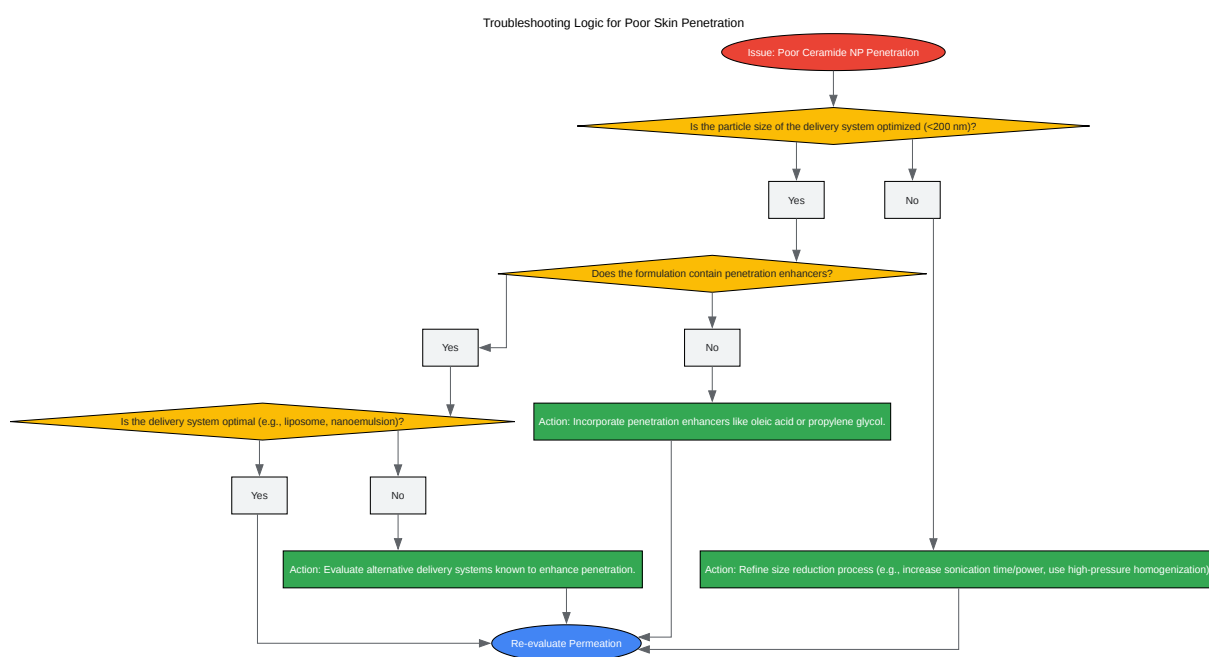 Troubleshooting Logic for Poor Skin Penetration
Issue: Poor Ceramide NP Penetration
Is the particle size of the delivery system optimized (<200 nm)?
Yes
No
Does the formulation contain penetration enhancers?
Yes
No
Is the delivery system optimal (e.g., liposome, nanoemulsion)?
Action: Incorporate penetration enhancers like oleic acid or propylene glycol.
Yes
No
Action: Evaluate alternative delivery systems known to enhance penetration.
Action: Refine size reduction process (e.g., increase sonication time/power, use high-pressure homogenization)
Re-evaluate Permeation